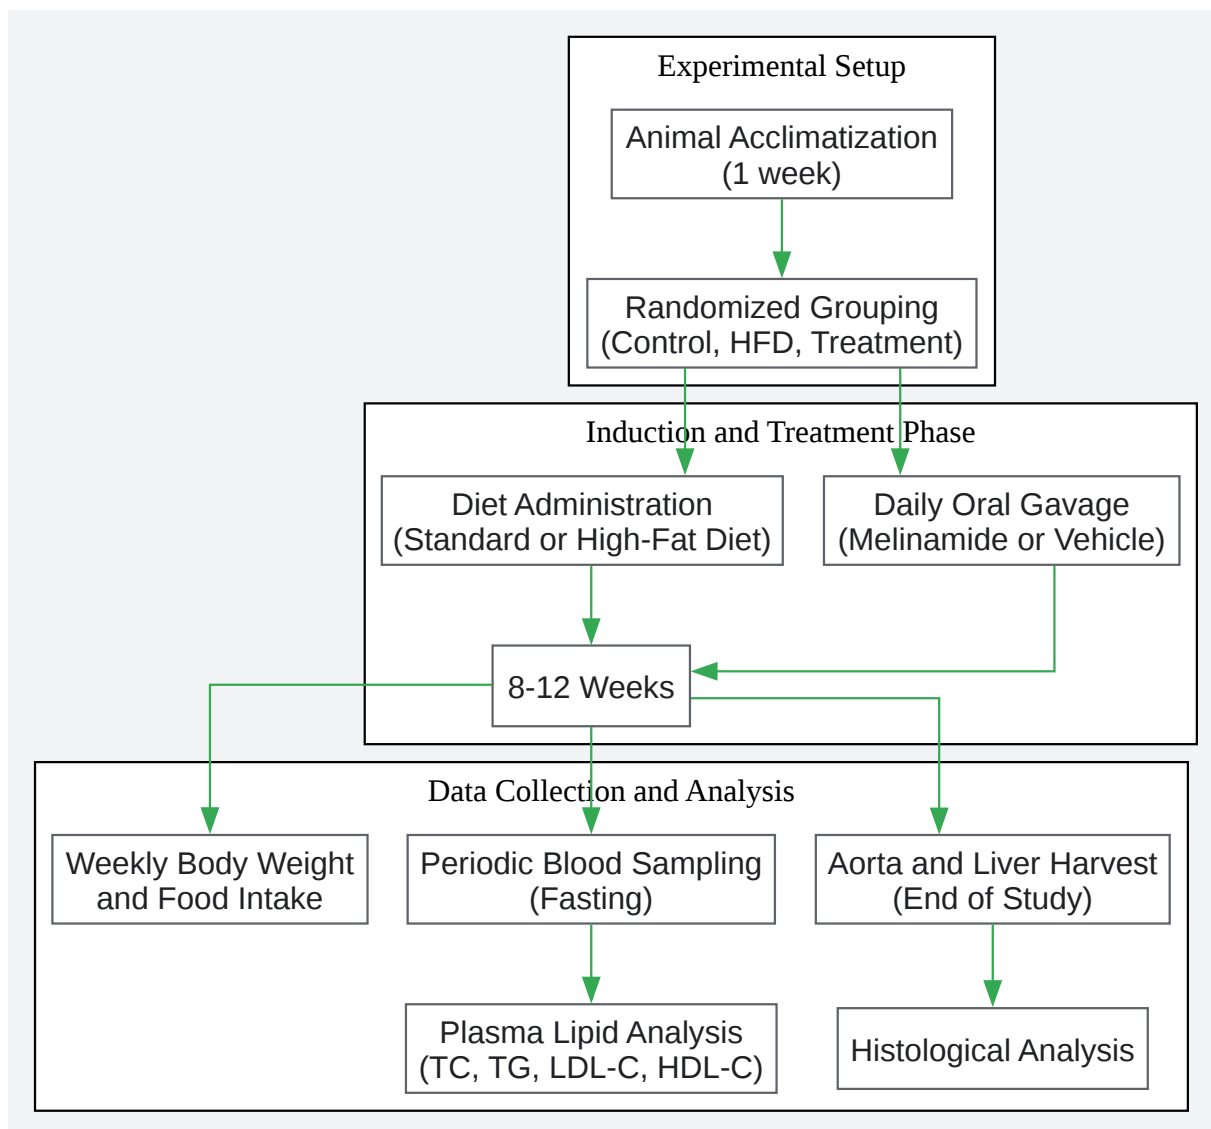 Experimental Setup
Animal Acclimatization
(1 week)
Randomized Grouping
(Control, HFD, Treatment)
Induction and Treatment Phase
Diet Administration
(Standard or High-Fat Diet)
Daily Oral Gavage
(Melinamide or Vehicle)
8-12 Weeks
Data Collection and Analysis
Weekly Body Weight
and Food Intake
Periodic Blood Sampling
(Fasting)
Aorta and Liver Harvest
(End of Study)
Plasma Lipid Analysis
(TC, TG, LDL-C, HDL-C)
Histological Analysis